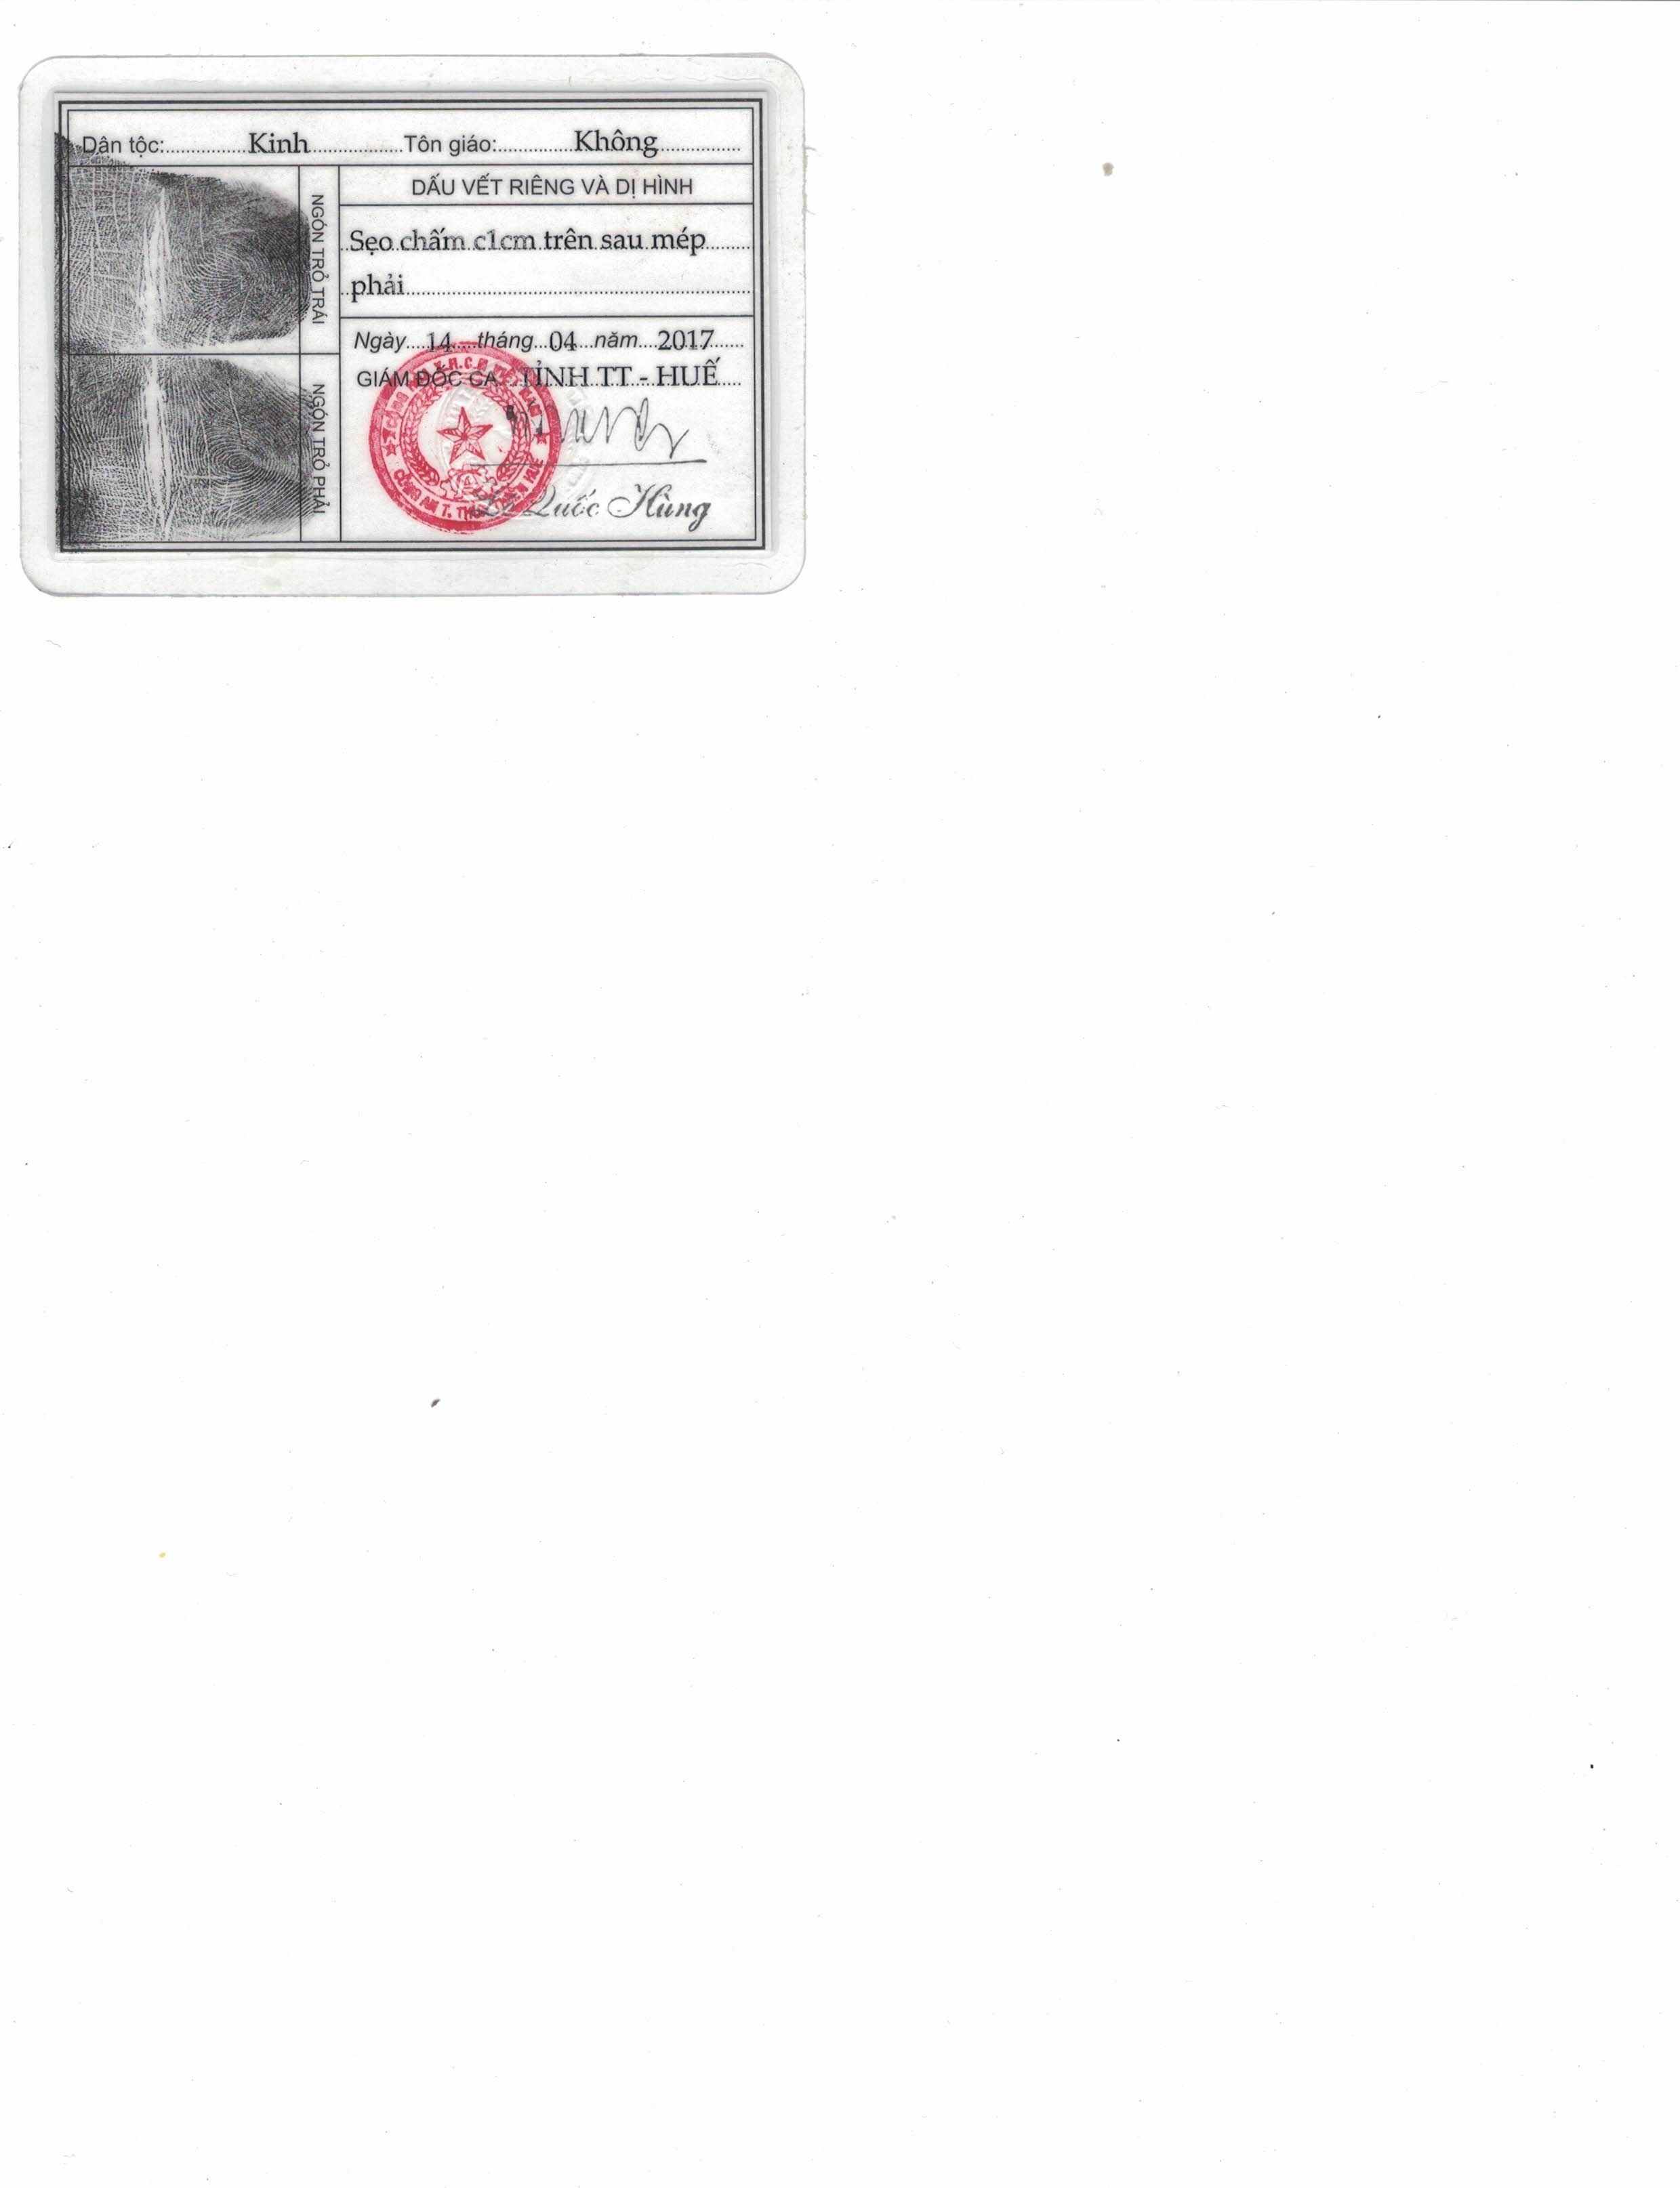 Dân tộc: Kinh Tôn giáo: Không
NGÓN TRỎ TRÁI
NGÓN TRỎ PHẢI
DẤU VẾT RIÊNG VÀ DỊ HÌNH
Sẹo chấm c1cm trên sau mép
phải
Ngày 14 tháng 04 năm 2017
GIÁM ĐỐC CA TỈNH TT - HUẾ
Quốc Hùng